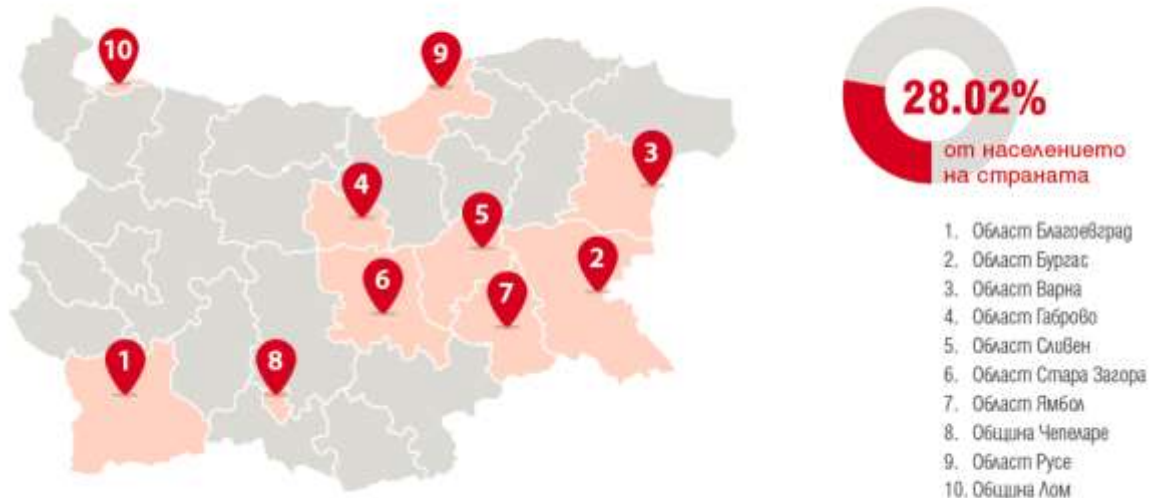 10
9
3
4
5
2
6
7
1
8
28.02%
от населението
на страната
1. Област Благоевград
2. Област Бургас
3. Област Варна
4. Област Габрово
5. Област Сливен
6. Област Стара Загора
7. Област Ямбол
8. Община Чепеларе
9. Област Русе
10. Община Лом